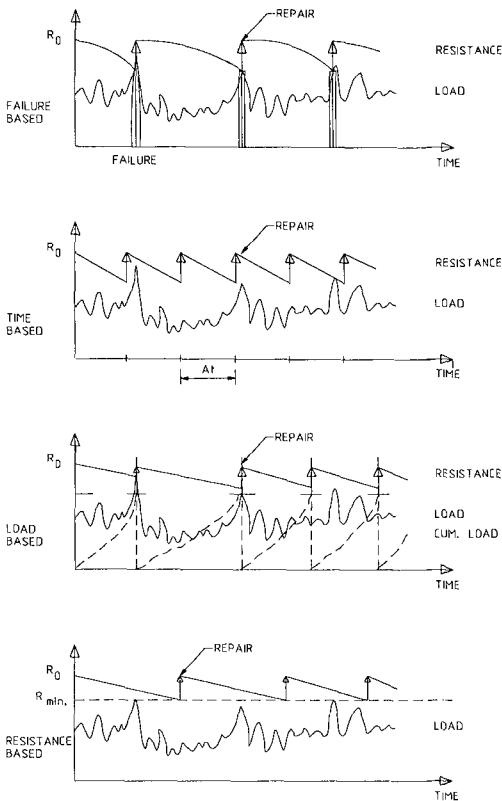 REPAIR
R0
RESISTANCE
LOAD
FAILURE
BASED
FAILURE
TIME
REPAIR
R0
RESISTANCE
LOAD
TIME
BASED
Δt
TIME
REPAIR
R0
RESISTANCE
LOAD
CUM. LOAD
LOAD
BASED
TIME
REPAIR
R0
R min.
LOAD
RESISTANCE
BASED
TIME